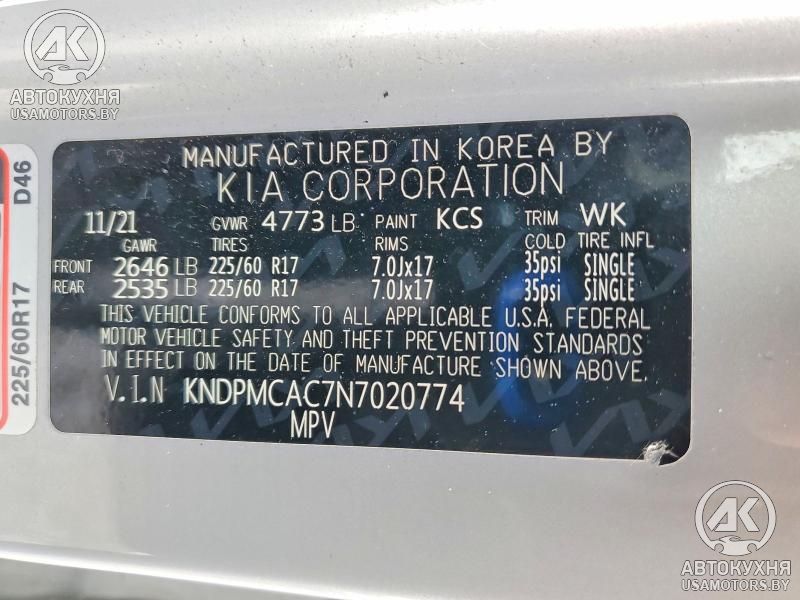 AK
АВТОКУХНЯ
USAMOTORS.BY
MANUFACTURED IN KOREA BY
KIA CORPORATION
11/21 GVWR 4773 LB PAINT KCS TRIM WK
GAWR TIRES RIMS COLD TIRE INFL
FRONT 2646 LB 225/60 R17 7.0Jx17 35psi SINGLE
REAR 2535 LB 225/60 R17 7.0Jx17 35psi SINGLE
THIS VEHICLE CONFORMS TO ALL APPLICABLE U.S.A. FEDERAL
MOTOR VEHICLE SAFETY AND THEFT PREVENTION STANDARDS
IN EFFECT ON THE DATE OF MANUFACTURE SHOWN ABOVE.
V.I.N KNDPMCAC7N7020774
MPV
225/60R17 D46
AK
АВТОКУХНЯ
USAMOTORS.BY